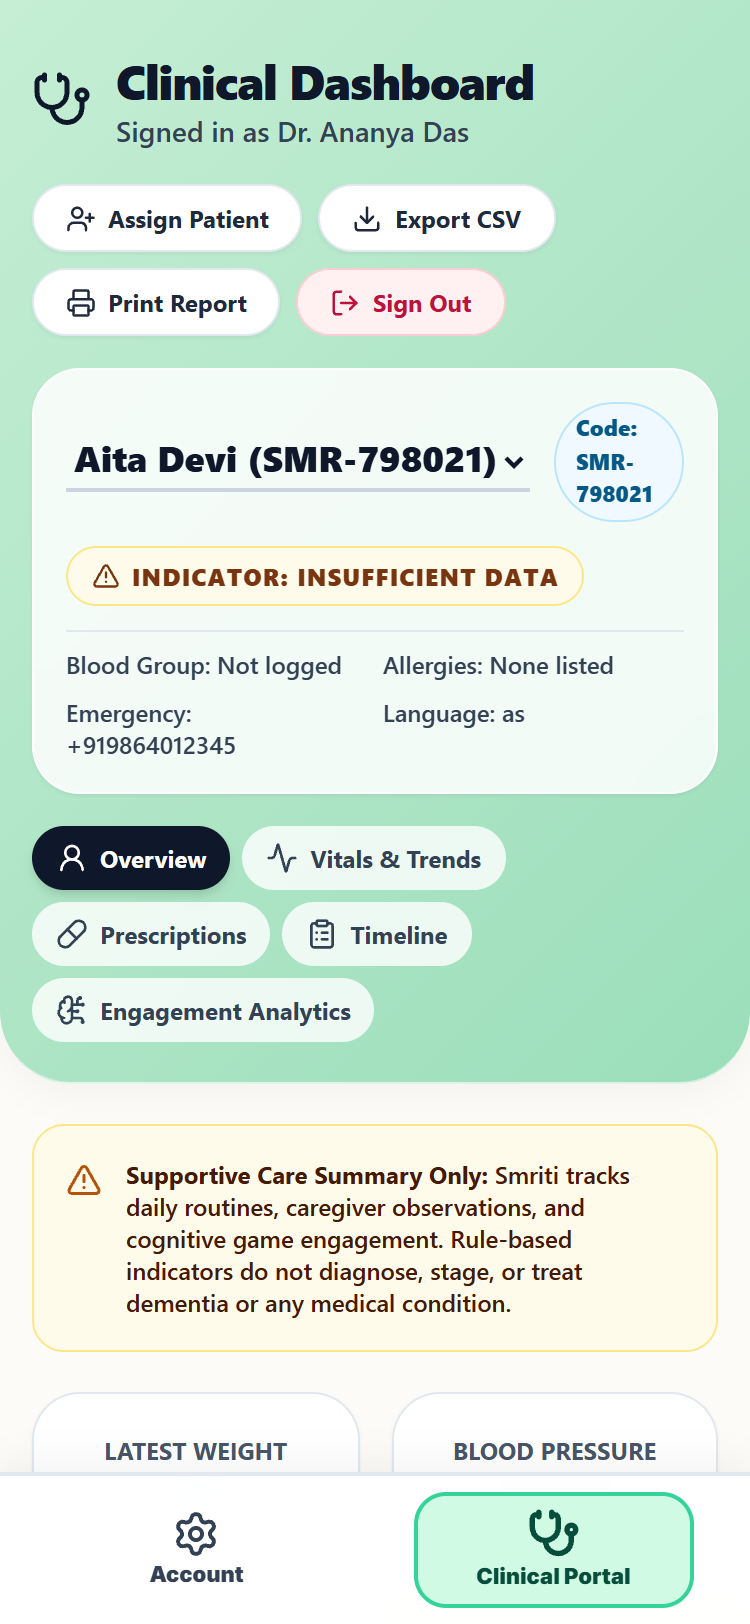 Clinical Dashboard
Signed in as Dr. Ananya Das
Assign Patient
Export CSV
Print Report
Sign Out
Aita Devi (SMR-798021)
Code:
SMR-
798021
INDICATOR: INSUFFICIENT DATA
Blood Group: Not logged
Allergies: None listed
Emergency:
+919864012345
Language: as
Overview
Vitals & Trends
Prescriptions
Timeline
Engagement Analytics
Supportive Care Summary Only: Smriti tracks
daily routines, caregiver observations, and
cognitive game engagement. Rule-based
indicators do not diagnose, stage, or treat
dementia or any medical condition.
LATEST WEIGHT
BLOOD PRESSURE
Account
Clinical Portal